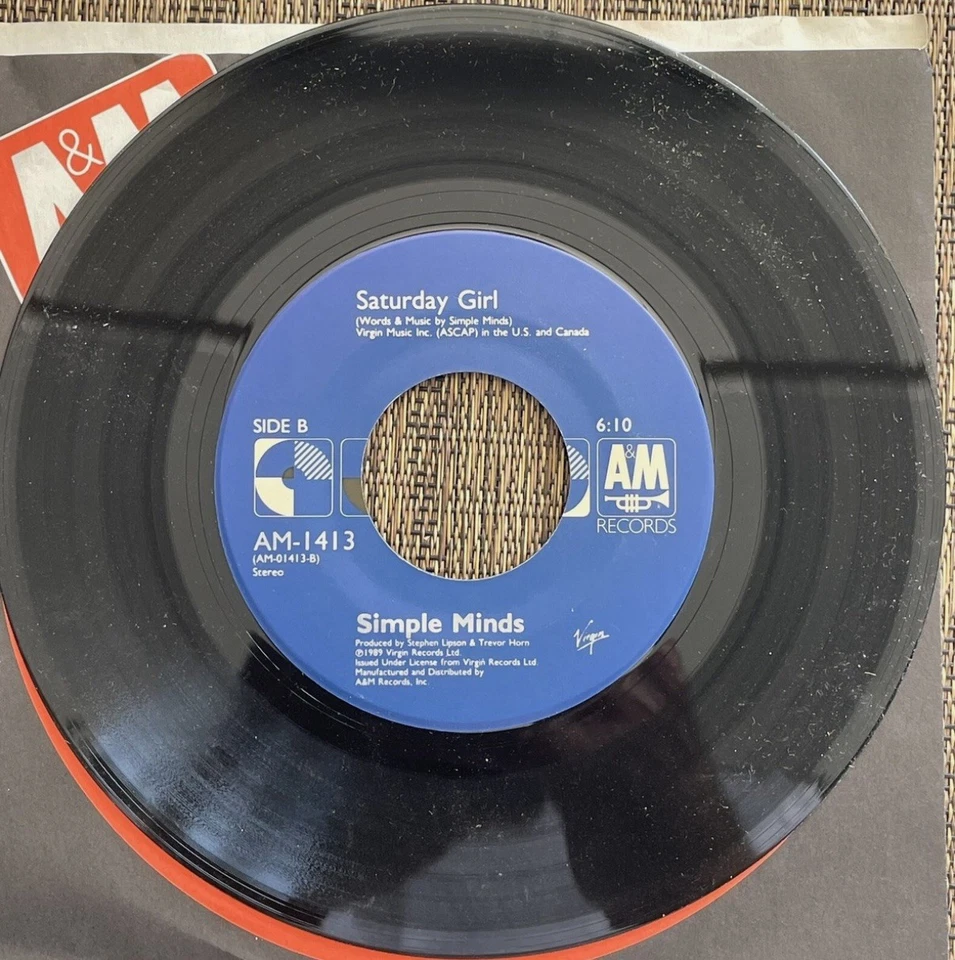 A&M
Saturday Girl
(Words & Music by Simple Minds)
Virgin Music Inc. (ASCAP) in the U.S. and Canada
SIDE B
6:10
A&M
RECORDS
AM-1413
(AM-01413-B)
Stereo
Simple Minds
Produced by Stephen Lipson & Trevor Horn
℗1989 Virgin Records Ltd.
Issued Under License from Virgin Records Ltd.
Manufactured and Distributed by
A&M Records, Inc.
Virgin